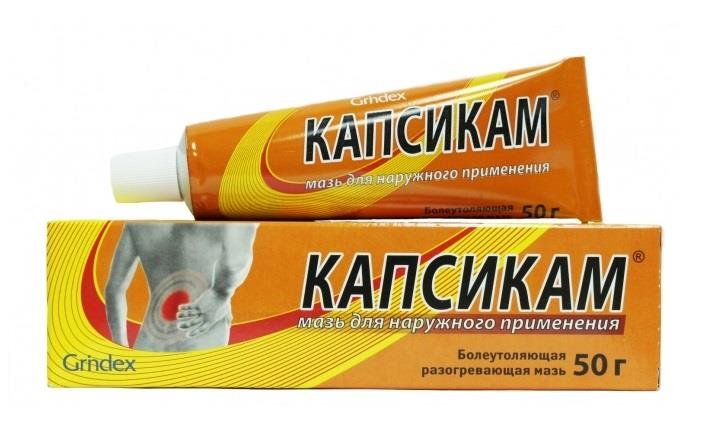 Grindex
КАПСИКАМ®
мазь для наружного применения
Болеутоляющая
50 г
КАПСИКАМ®
мазь для наружного применения
Grindex
Болеутоляющая
разогревающая мазь 50 г